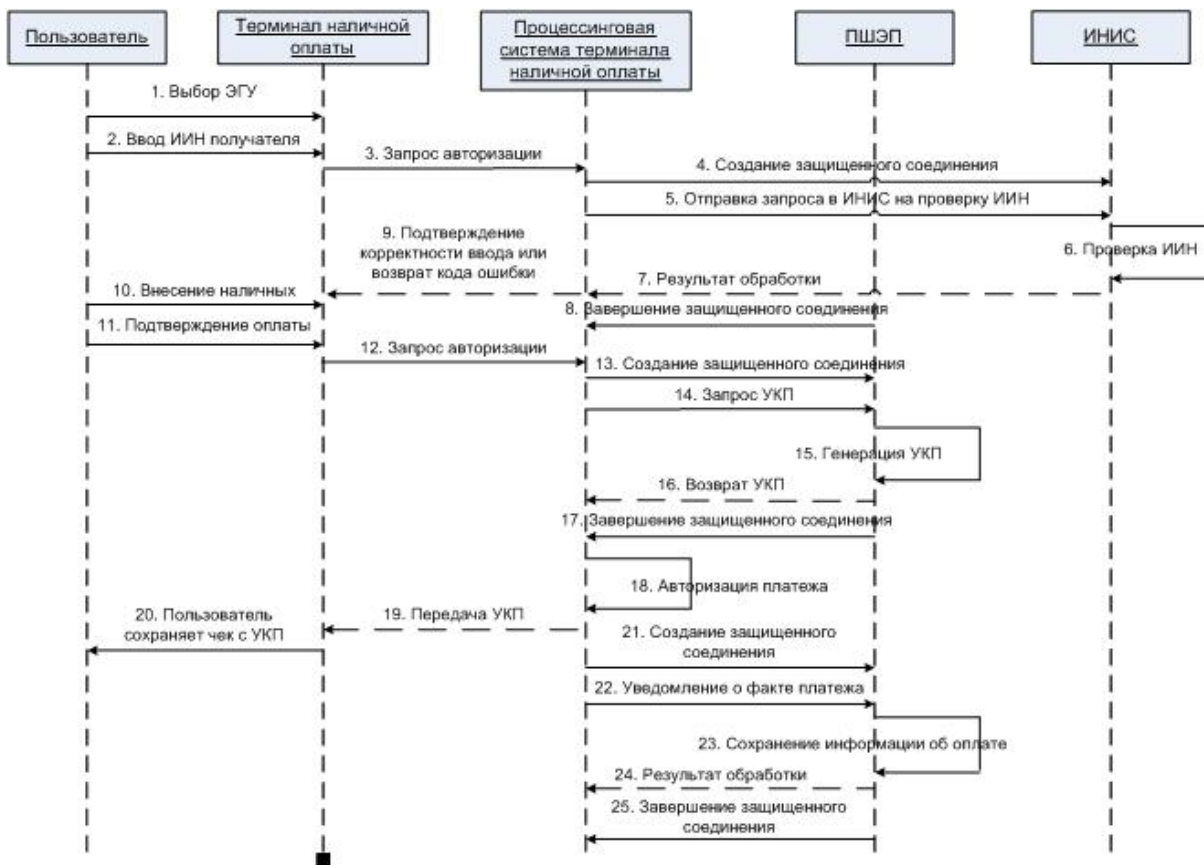 Пользователь
Терминал наличной
оплаты
Процессинговая
система терминала
наличной оплаты
ПШЭП
ИНИС
1. Выбор ЭГУ
2. Ввод ИИН получателя
3. Запрос авторизации
4. Создание защищенного соединения
5. Отправка запроса в ИНИС на проверку ИИН
6. Проверка ИИН
9. Подтверждение
корректности ввода или
возврат кода ошибки
7. Результат обработки
10. Внесение наличных
8. Завершение защищенного соединения
11. Подтверждение оплаты
12. Запрос авторизации
13. Создание защищенного соединения
14. Запрос УКП
15. Генерация УКП
16. Возврат УКП
17. Завершение защищенного соединения
18. Авторизация платежа
19. Передача УКП
20. Пользователь
сохраняет чек с УКП
21. Создание защищенного
соединения
22. Уведомление о факте платежа
23. Сохранение информации об оплате
24. Результат обработки
25. Завершение защищенного
соединения